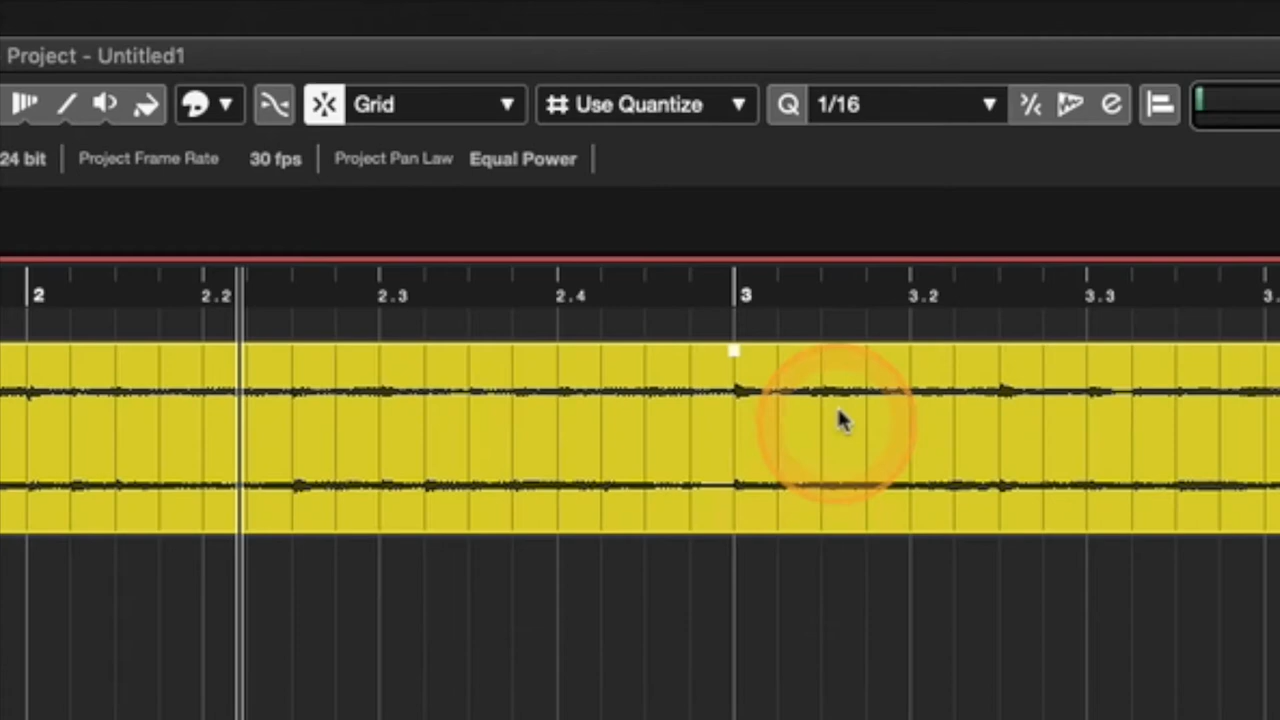 Project - Untitled1
Grid Use Quantize Q 1/16
24 bit Project Frame Rate 30 fps Project Pan Law Equal Power
2 2.2 2.3 2.4 3 3.2 3.3 3.